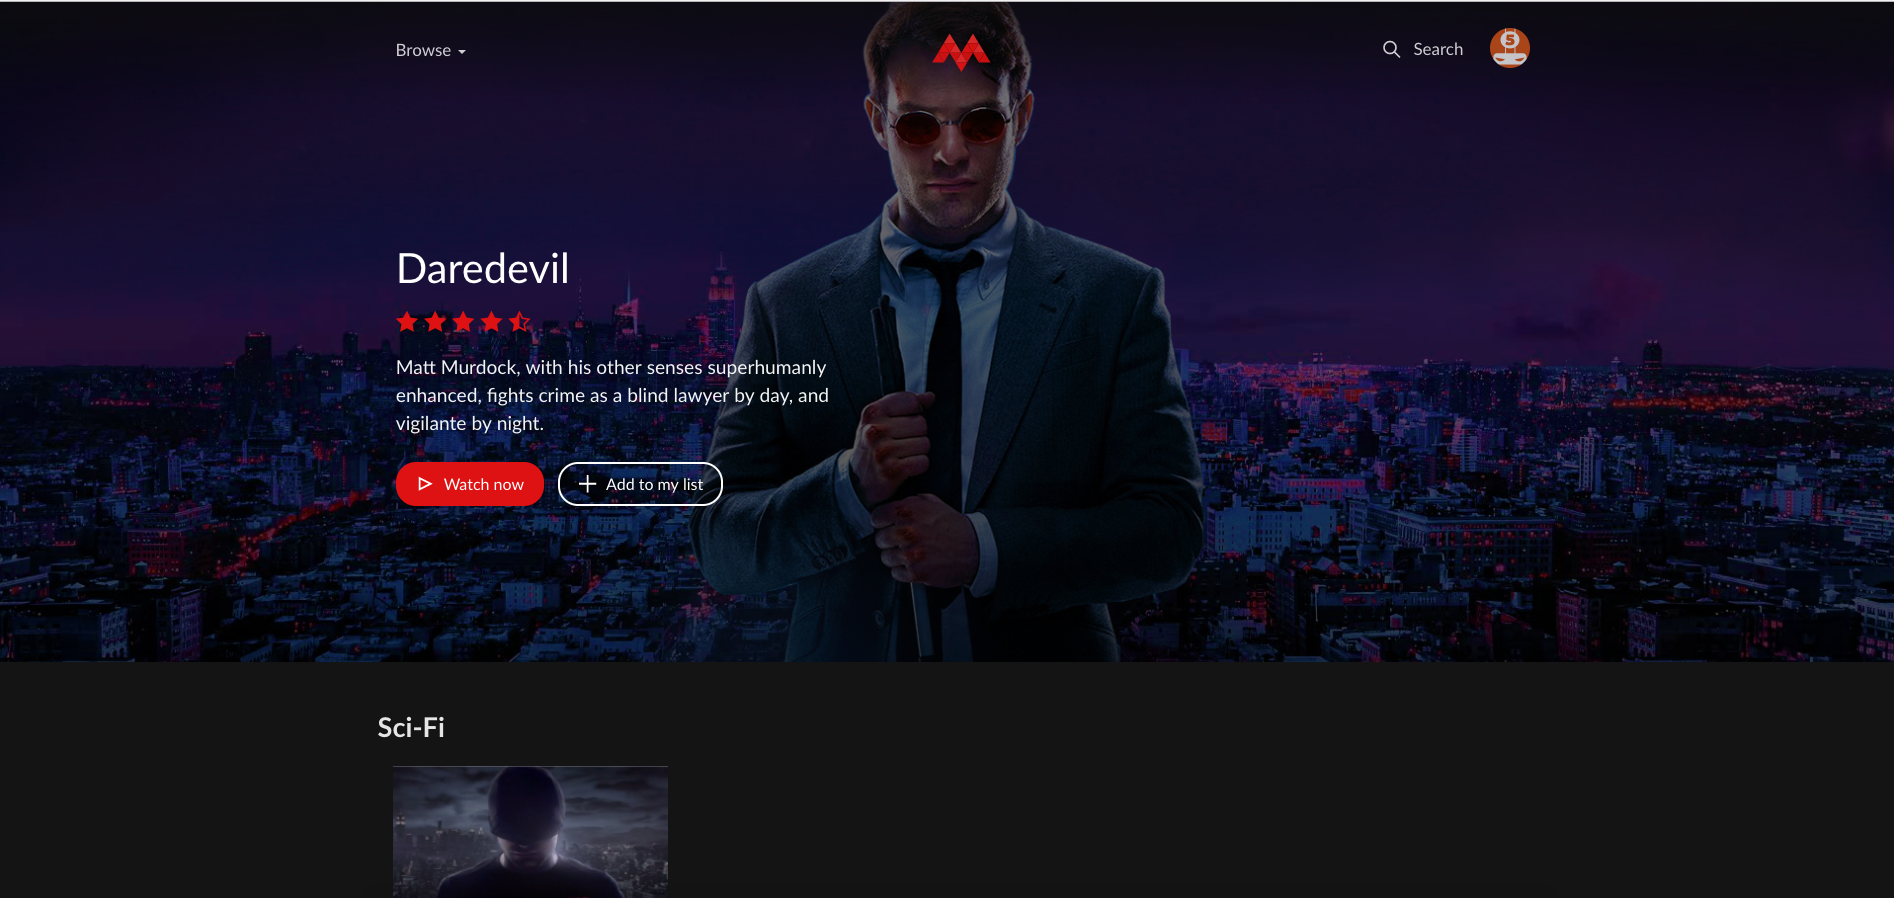 Browse
Search
5
Daredevil
Matt Murdock, with his other senses superhumanly
enhanced, fights crime as a blind lawyer by day, and
vigilante by night.
Watch now
Add to my list
Sci-Fi